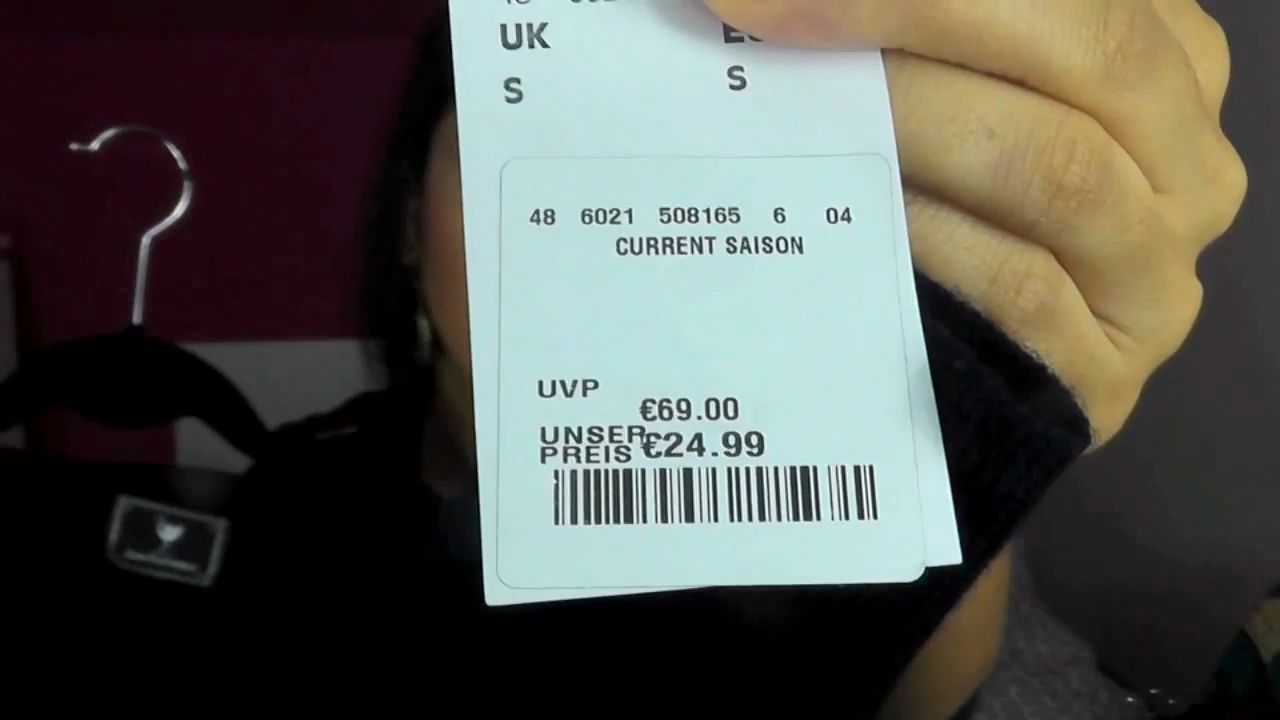 UK
S S
48 6021 508165 6 04
CURRENT SAISON
UVP
€69.00
UNSER
PREIS €24.99